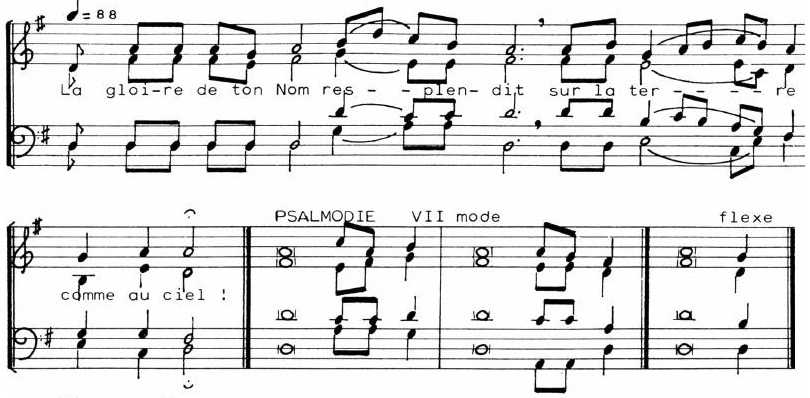 ♩ = 88
La gloi-re de ton Nom res - - plen- dit sur la ter - - - - re
PSALMODIE VII mode flexe
comme au ciel !